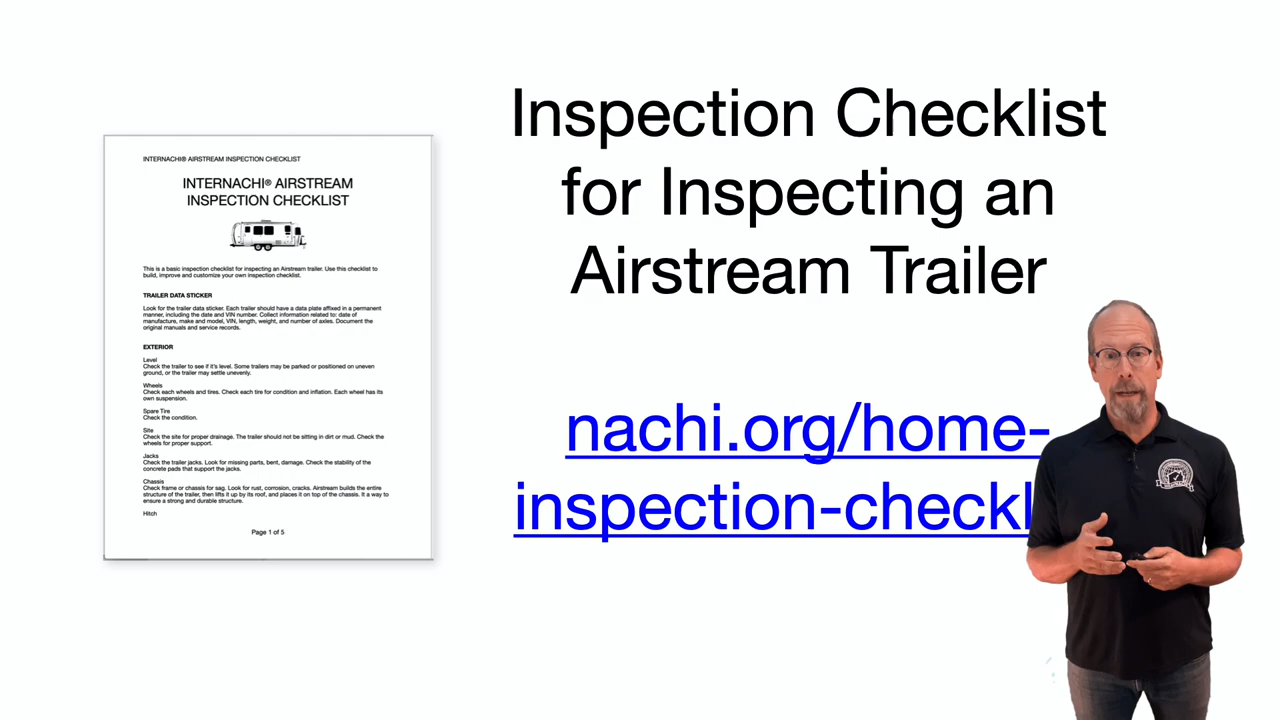 INTERNACHI® AIRSTREAM INSPECTION CHECKLIST
INTERNACHI® AIRSTREAM
INSPECTION CHECKLIST
This is a basic inspection checklist for inspecting an Airstream trailer. Use this checklist to
build, improve and customize your own inspection checklist.
TRAILER DATA STICKER
Look for the trailer data sticker. Each trailer should have a data plate affixed in a permanent
manner, including the date and VIN number. Collect information related to: date of
manufacture, make and model, VIN, length, weight, and number of axles. Document the
original manuals and service records.
EXTERIOR
Level
Check the trailer to see if it's level. Some trailers may be parked or positioned on uneven
ground, or the trailer may settle unevenly.
Wheels
Check each wheels and tires. Check each tire for condition and inflation. Each wheel has its
own suspension.
Spare Tire
Check the condition.
Site
Check the site for proper drainage. The trailer should not be sitting in dirt or mud. Check the
wheels for proper support.
Jacks
Check the trailer jacks. Look for missing parts, bent, damage. Check the stability of the
concrete pads that support the jacks.
Chassis
Check frame or chassis for sag. Look for rust, corrosion, cracks. Airstream builds the entire
structure of the trailer, then lifts it up by its roof, and places it on top of the chassis. It a way to
ensure a strong and durable structure.
Hitch
Page 1 of 5
Inspection Checklist
for Inspecting an
Airstream Trailer
nachi.org/home-
inspection-checkl